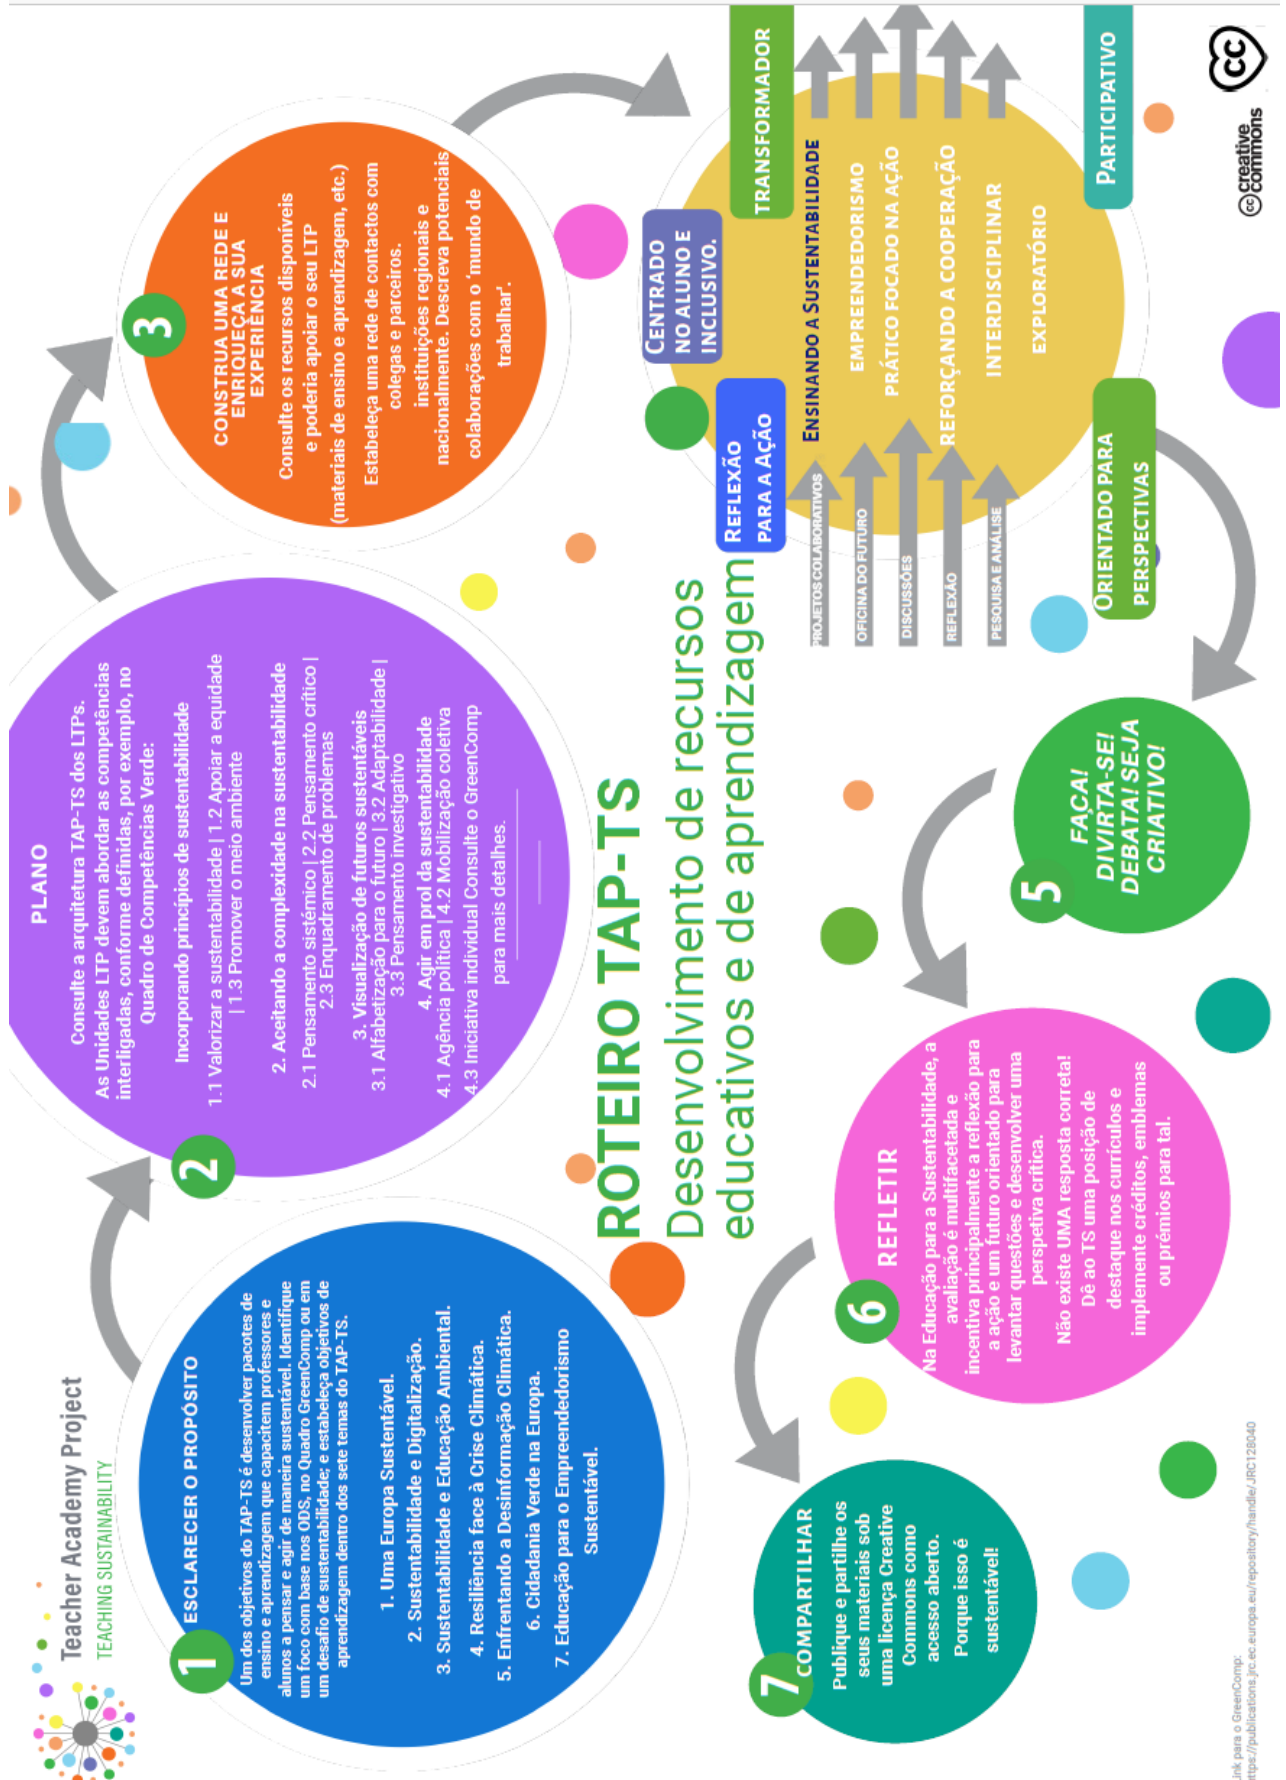 Teacher Academy Project
TEACHING SUSTAINABILITY
1
ESCLARECER O PROPÓSITO
Um dos objetivos do TAP-TS é desenvolver pacotes de
ensino e aprendizagem que capacitem professores e
alunos a pensar e agir de maneira sustentável. Identifique
um foco com base nos ODS, no Quadro GreenComp ou em
um desafio de sustentabilidade; e estabeleça objetivos de
aprendizagem dentro dos sete temas do TAP-TS.
1. Uma Europa Sustentável.
2. Sustentabilidade e Digitalização.
3. Sustentabilidade e Educação Ambiental.
4. Resiliência face à Crise Climática.
5. Enfrentando a Desinformação Climática.
6. Cidadania Verde na Europa.
7. Educação para o Empreendedorismo
Sustentável.
2
PLANO
Consulte a arquitetura TAP-TS dos LTPs.
As Unidades LTP devem abordar as competências
interligadas, conforme definidas, por exemplo, no
Quadro de Competências Verde:
Incorporando princípios de sustentabilidade
1.1 Valorizar a sustentabilidade | 1.2 Apoiar a equidade
| 1.3 Promover o meio ambiente
2. Aceitando a complexidade na sustentabilidade
2.1 Pensamento sistêmico | 2.2 Pensamento crítico |
2.3 Enquadramento de problemas
3. Visualização de futuros sustentáveis
3.1 Alfabetização para o futuro | 3.2 Adaptabilidade |
3.3 Pensamento investigativo
4. Agir em prol da sustentabilidade
4.1 Agência política | 4.2 Mobilização coletiva
4.3 Iniciativa individual Consulte o GreenComp
para mais detalhes.
3
CONSTRUA UMA REDE E
ENRIQUEÇA A SUA
EXPERIÊNCIA
Consulte os recursos disponíveis
e poderia apoiar o seu LTP
(materiais de ensino e aprendizagem, etc.)
Estabeleça uma rede de contactos com
colegas e parceiros.
instituições regionais e
nacionalmente. Descreva potenciais
colaborações com o 'mundo de
trabalhar'.
ROTEIRO TAP-TS
Desenvolvimento de recursos
educativos e de aprendizagem
CENTRADO
NO ALUNO E
INCLUSIVO.
TRANSFORMADOR
REFLEXÃO
PARA A AÇÃO
ENSINANDO A SUSTENTABILIDADE
EMPREENDEDORISMO
PRÁTICO FOCADO NA AÇÃO
REFORÇANDO A COOPERAÇÃO
INTERDISCIPLINAR
EXPLORATÓRIO
PROJETOS COLABORATIVOS
OFICINA DO FUTURO
DISCUSSÕES
REFLEXÃO
PESQUISA E ANÁLISE
ORIENTADO PARA
PERSPECTIVAS
PARTICIPATIVO
5
FAÇA!
DIVIRTA-SE!
DEBATA! SEJA
CRIATIVO!
6
REFLETIR
Na Educação para a Sustentabilidade, a
avaliação é multifacetada e
incentiva principalmente a reflexão para
a ação e um futuro orientado para
levantar questões e desenvolver uma
perspetiva crítica.
Não existe UMA resposta correta!
Dê ao TS uma posição de
destaque nos currículos e
implemente créditos, emblemas
ou prémios para tal.
7
COMPARTILHAR
Publique e partilhe os
seus materiais sob
uma licença Creative
Commons como
acesso aberto.
Porque isso é
sustentável!
ink para o GreenComp:
https://publications.jrc.ec.europa.eu/repository/handle/JRC128040
cc creative
commons
cc